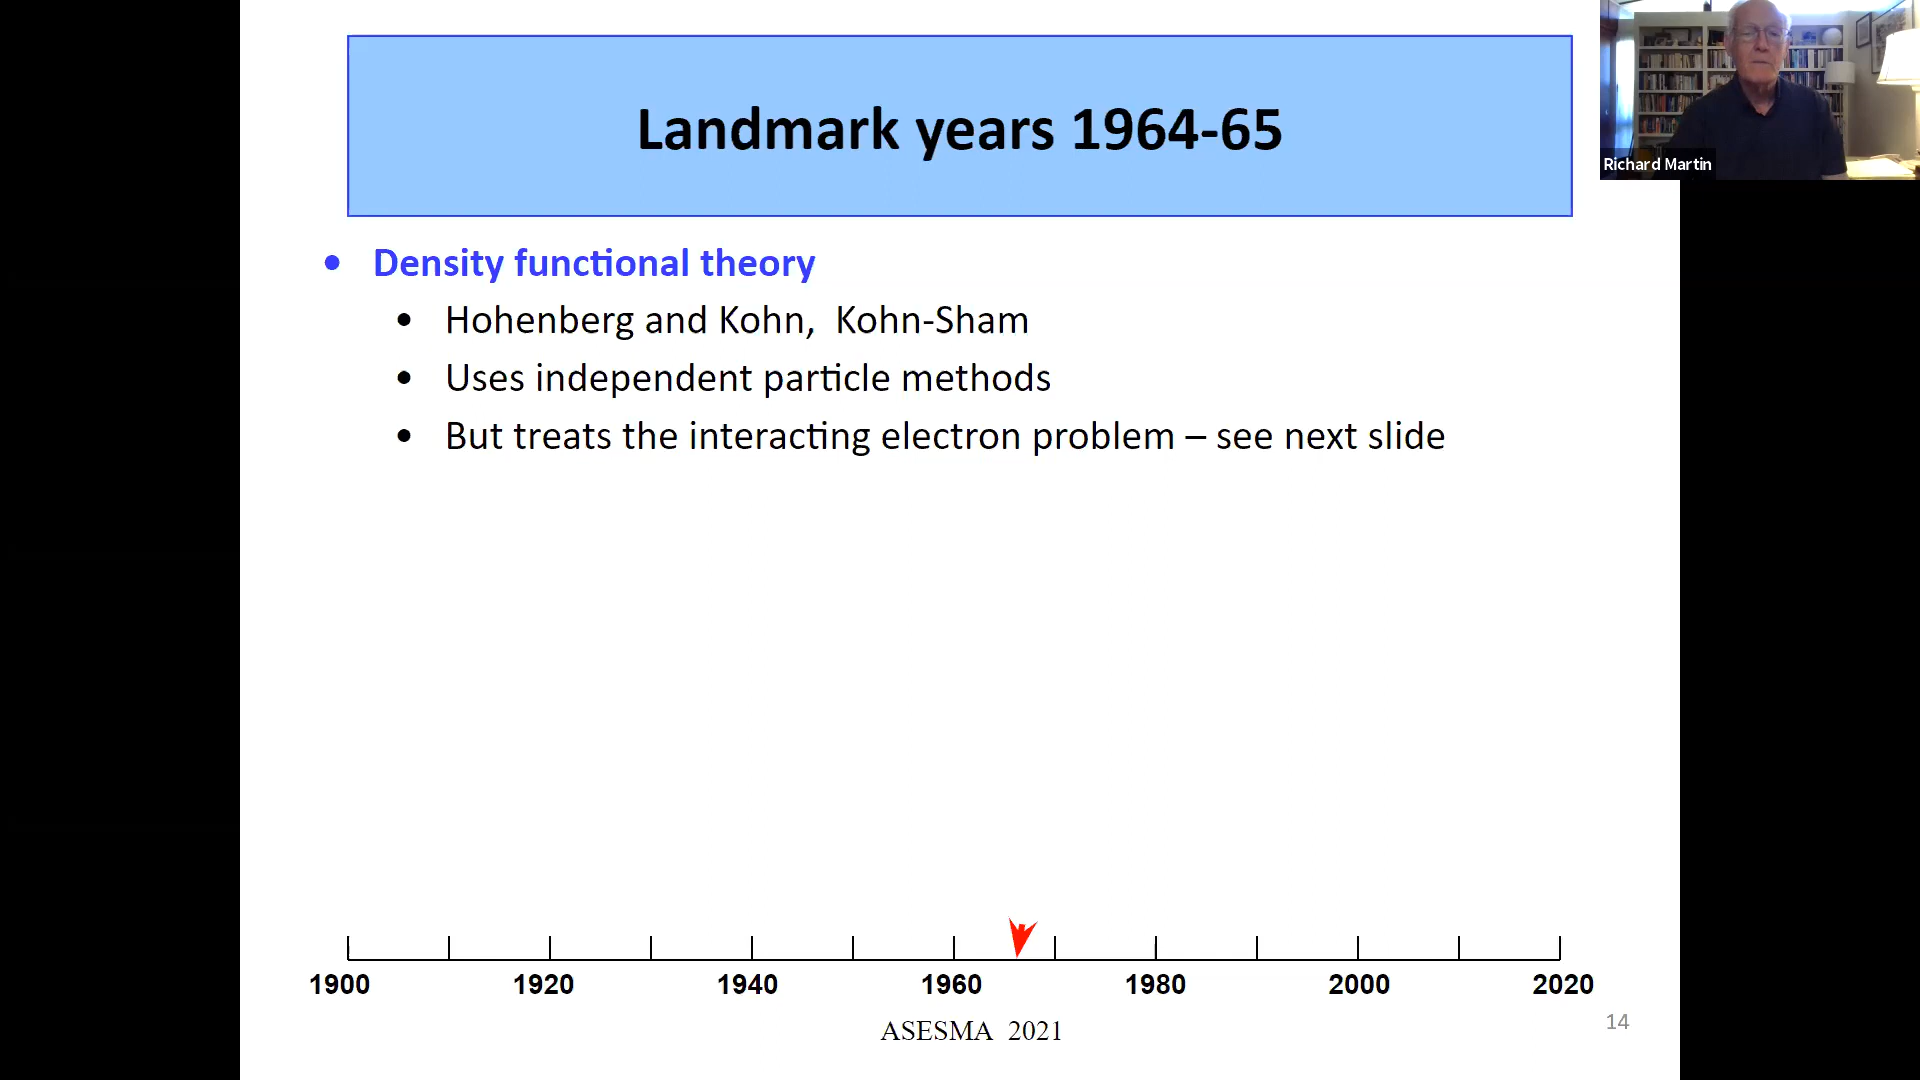 Landmark years 1964-65
Richard Martin
• Density functional theory
• Hohenberg and Kohn, Kohn-Sham
• Uses independent particle methods
• But treats the interacting electron problem – see next slide
1900 1920 1940 1960 1980 2000 2020
ASESMA 2021
14